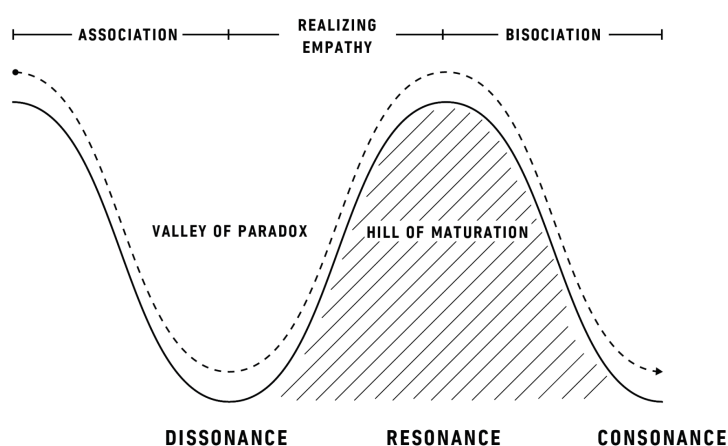 ASSOCIATION
REALIZING
EMPATHY
BISOCIATION
VALLEY OF PARADOX
HILL OF MATURATION
DISSONANCE
RESONANCE
CONSONANCE